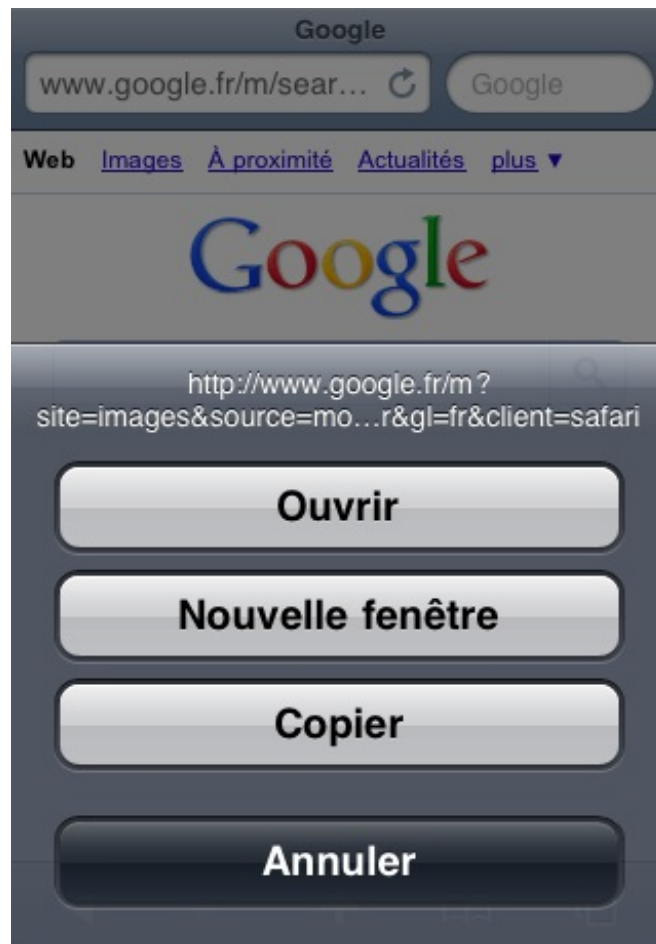 Google
www.google.fr/m/sear... Google
Web Images À proximité Actualités plus ▼
Google
http://www.google.fr/m?
site=images&source=mo...r&gl=fr&client=safari
Ouvrir
Nouvelle fenêtre
Copier
Annuler